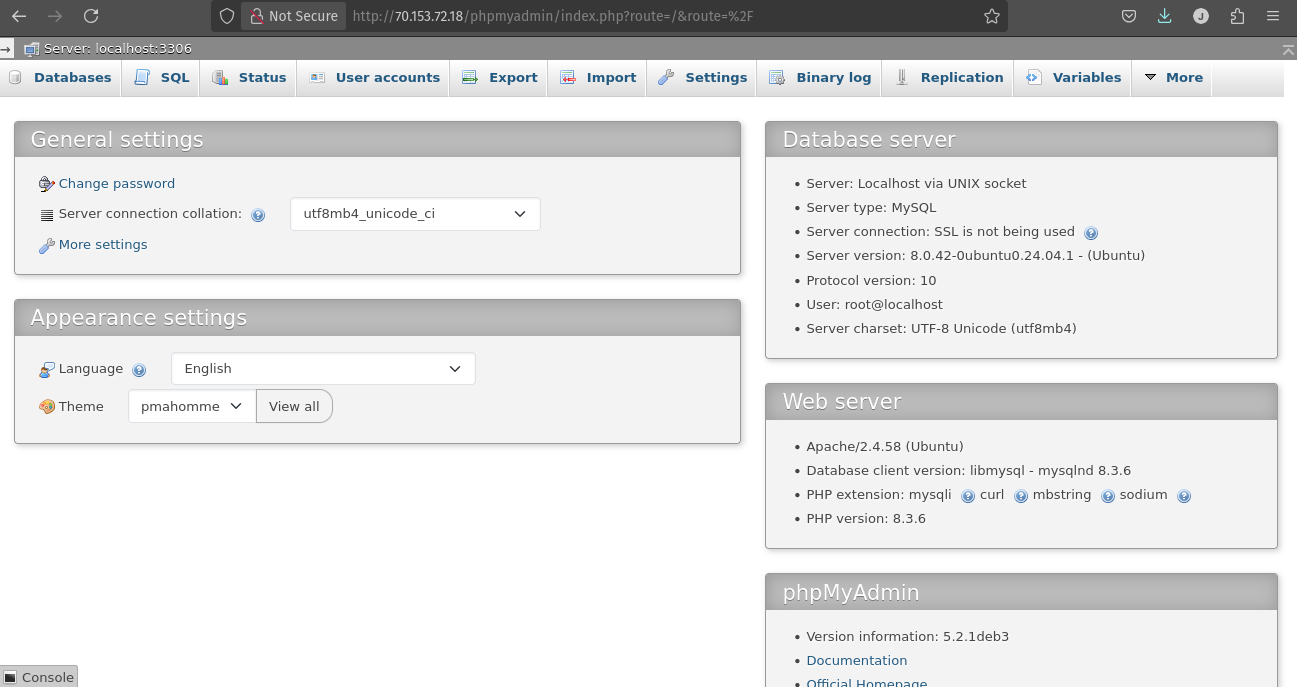 Not Secure http://70.153.72.18/phpmyadmin/index.php?route=/&route=%2F
J
Server: localhost:3306
Databases SQL Status User accounts Export Import Settings Binary log Replication Variables More
General settings
Change password
Server connection collation: utf8mb4_unicode_ci
More settings
Appearance settings
Language English
Theme pmahomme View all
Database server
• Server: Localhost via UNIX socket
• Server type: MySQL
• Server connection: SSL is not being used
• Server version: 8.0.42-0ubuntu0.24.04.1 - (Ubuntu)
• Protocol version: 10
• User: root@localhost
• Server charset: UTF-8 Unicode (utf8mb4)
Web server
• Apache/2.4.58 (Ubuntu)
• Database client version: libmysql - mysqlnd 8.3.6
• PHP extension: mysqli curl mbstring sodium
• PHP version: 8.3.6
phpMyAdmin
• Version information: 5.2.1deb3
• Documentation
• Official Homepage
Console